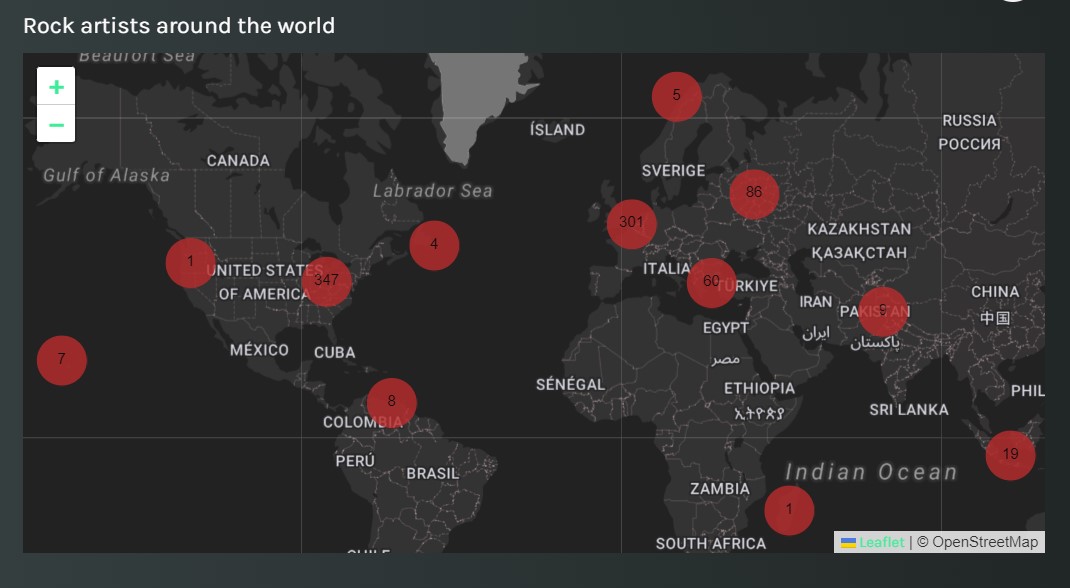 Rock artists around the world
Beaufort Sea
+
−
5
ÍSLAND
RUSSIA
РОССИЯ
CANADA
Gulf of Alaska
Labrador Sea
SVERIGE
86
301
KAZAKHSTAN
ҚАЗАҚСТАН
4
1
UNITED STATES
OF AMERICA
347
ITALIA
60
TÜRKIYE
IRAN
ایران
PAKISTAN
پاکستان
9
CHINA
中国
EGYPT
مصر
MÉXICO
CUBA
7
SÉNÉGAL
ETHIOPIA
ኢትዮጵያ
PHIL
8
COLOMBIA
SRI LANKA
PERÚ
BRASIL
19
Indian Ocean
ZAMBIA
1
SOUTH AFRICA
CHILE
Leaflet | © OpenStreetMap